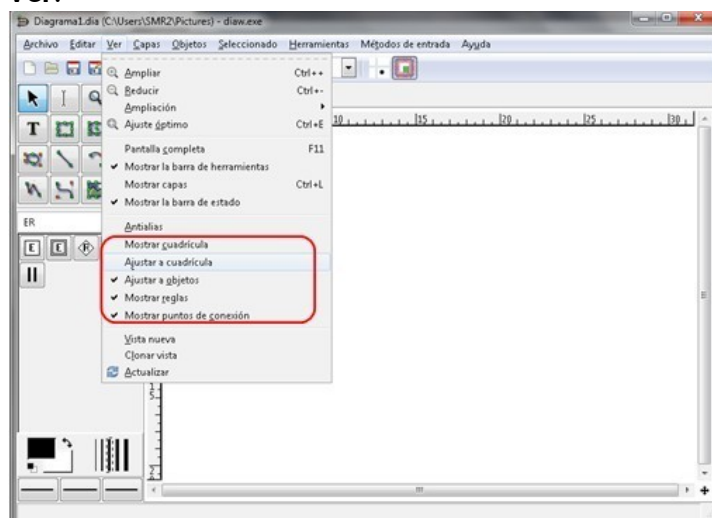 Ver.
Diagrama1.dia (C:\Users\SMR2\Pictures) - diaw.exe
Archivo Editar Ver Capas Objetos Seleccionado Herramientas Métodos de entrada Ayuda
Ampliar Ctrl++
Reducir Ctrl+-
Ampliación
Ajuste óptimo Ctrl+E
Pantalla completa F11
Mostrar la barra de herramientas
Mostrar capas Ctrl+L
Mostrar la barra de estado
Antialias
Mostrar cuadrícula
Ajustar a cuadrícula
Ajustar a objetos
Mostrar reglas
Mostrar puntos de conexión
Vista nueva
Clonar vista
Actualizar
10 15 20 25 30
T
ER
E E R
15